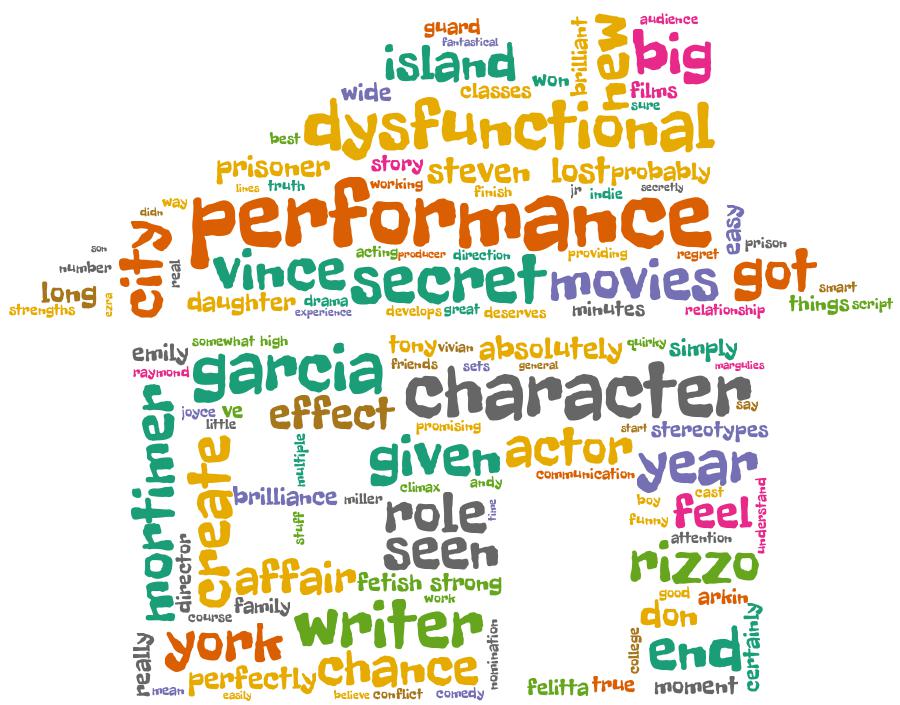 guard
audience
fantastical
island
brilliant
new
big
won
wide
classes
films
sure
best
dysfunctional
prisoner
story
steven
lost
probably
lines
truth
working
finish
jr
indie
secretly
way
didn
performance
easy
city
real
son
number
prison
acting
producer
direction
providing
regret
vince
secret
movies
got
long
smart
strengths
ezra
daughter
drama
experience
develops
great
deserves
minutes
relationship
things
script
emily
somewhat
high
tony
vivian
absolutely
quirky
simply
raymond
garcia
friends
sets
general
margulies
mortimer
joyce
ve
little
effect
character
say
promising
start
stereotypes
create
multiple
given
actor
communication
year
brilliance
miller
climax
andy
role
time
boy
cast
feel
understand
funny
stuff
seen
attention
director
affair
fetish
strong
rizzo
work
good
arkin
course
family
writer
don
certainly
really
york
nomination
college
end
perfectly
chance
mean
easily
believe
conflict
comedy
felitta
true
moment